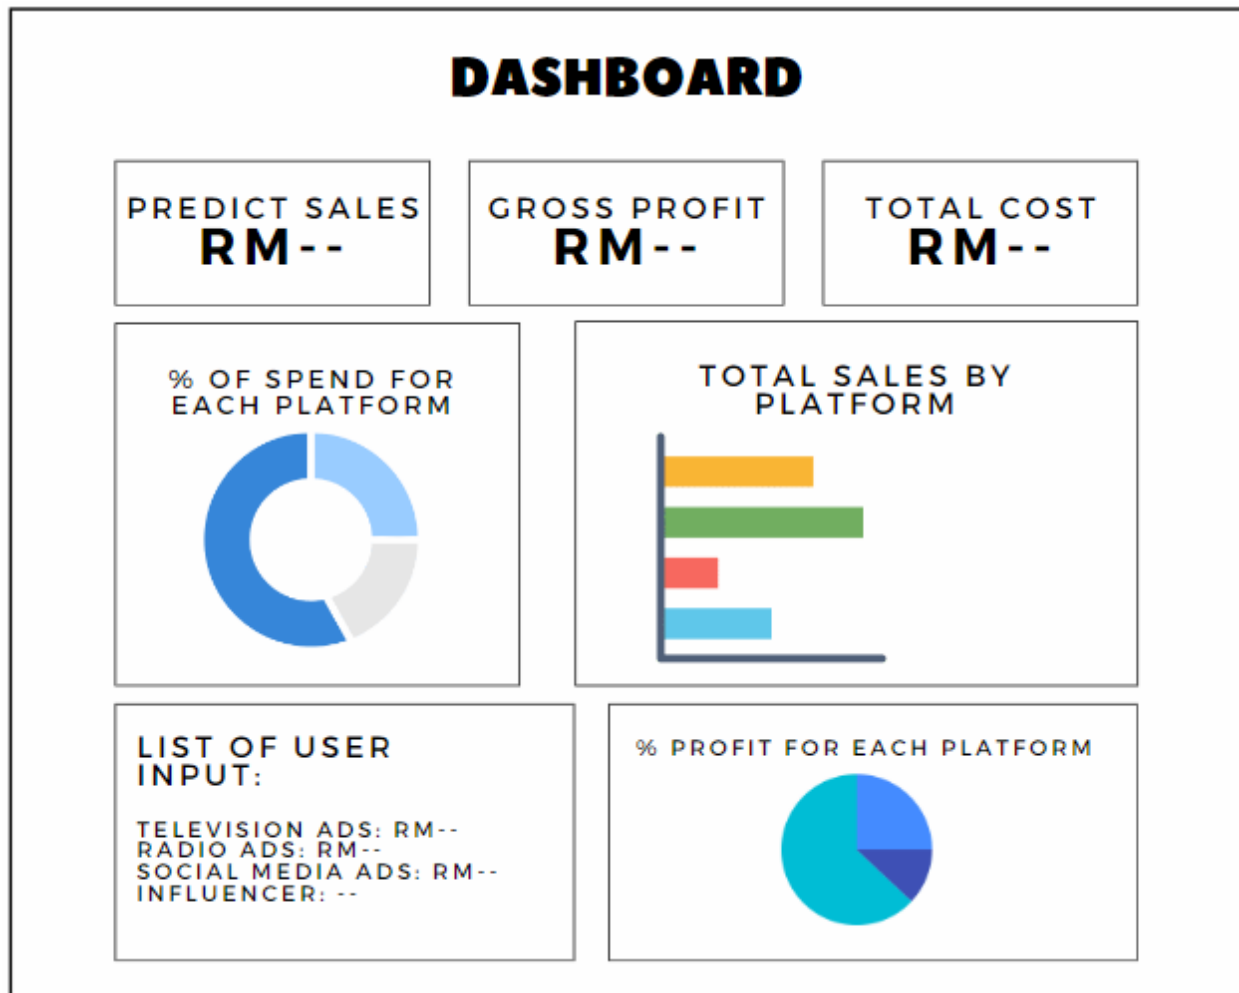 DASHBOARD
PREDICT SALES
RM--
GROSS PROFIT
RM--
TOTAL COST
RM--
% OF SPEND FOR
EACH PLATFORM
TOTAL SALES BY
PLATFORM
LIST OF USER
INPUT:
TELEVISION ADS: RM--
RADIO ADS: RM--
SOCIAL MEDIA ADS: RM--
INFLUENCER: --
% PROFIT FOR EACH PLATFORM